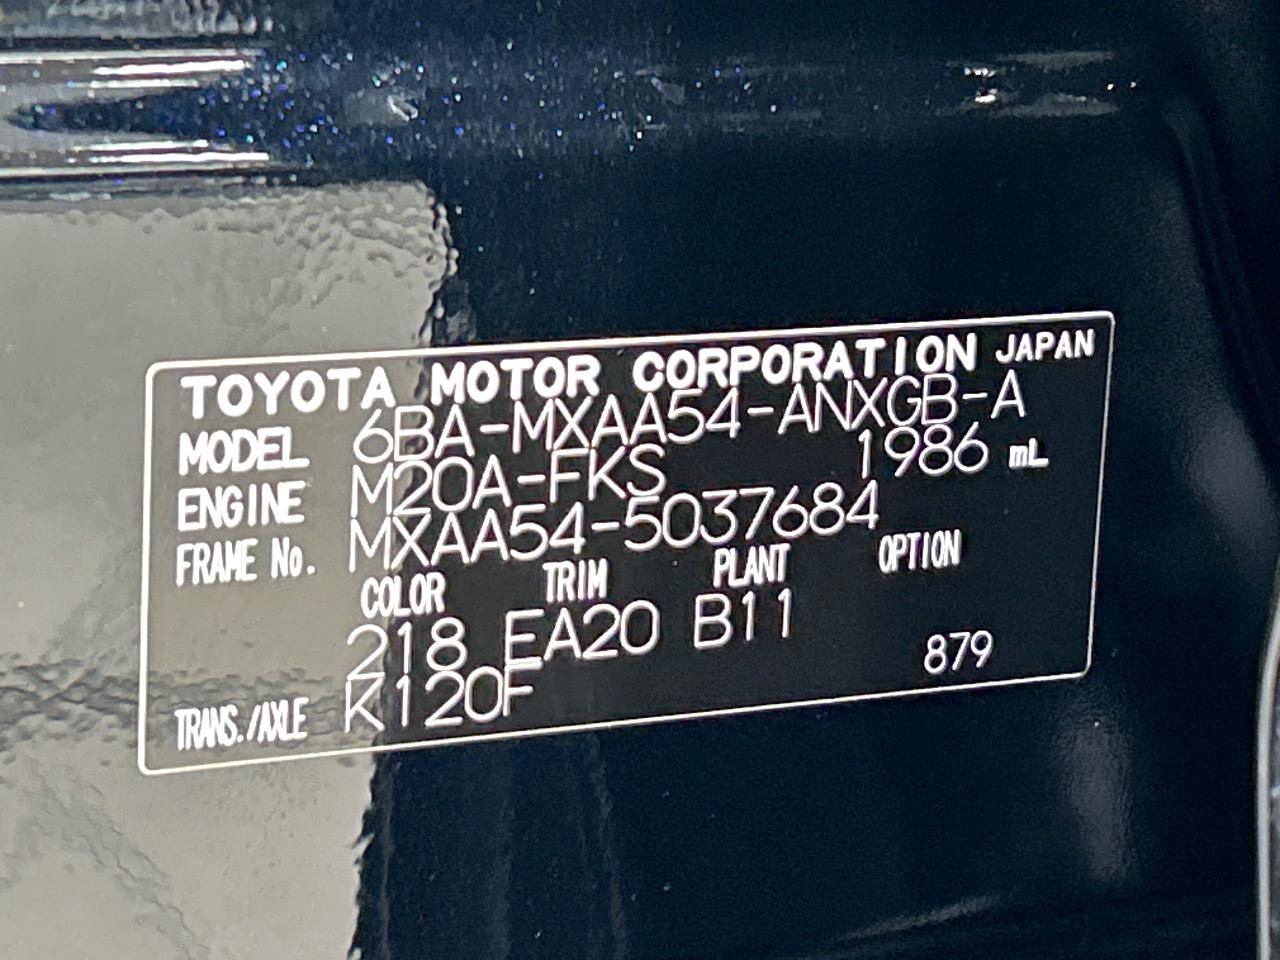 TOYOTA MOTOR CORPORATION JAPAN
MODEL 6BA-MXAA54-ANXGB-A
ENGINE M20A-FKS 1986 mL
FRAME No. MXAA54-5037684
COLOR TRIM PLANT OPTION
218 EA20 B11
TRANS./AXLE K120F 879